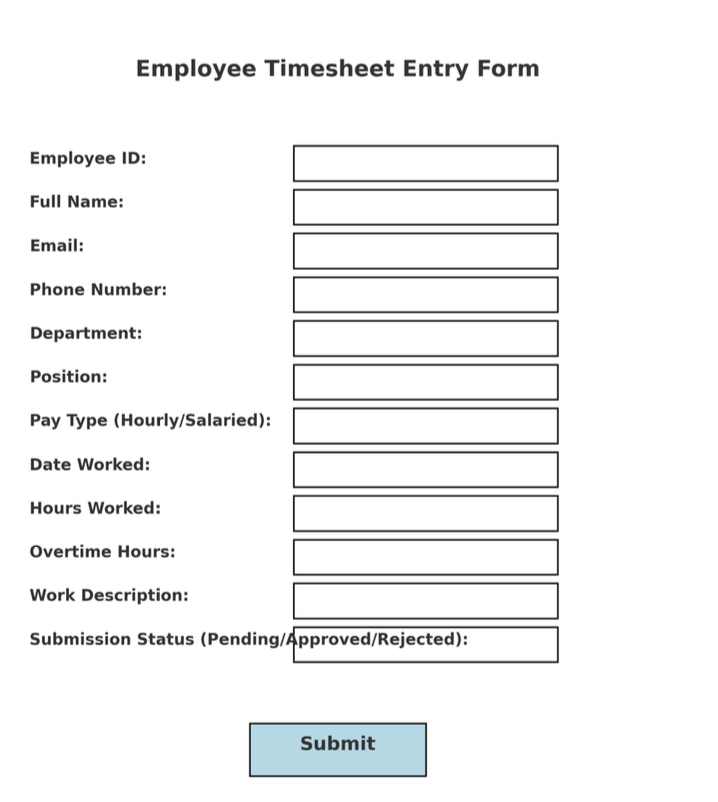 Employee Timesheet Entry Form
Employee ID:
Full Name:
Email:
Phone Number:
Department:
Position:
Pay Type (Hourly/Salaried):
Date Worked:
Hours Worked:
Overtime Hours:
Work Description:
Submission Status (Pending/Approved/Rejected):
Submit